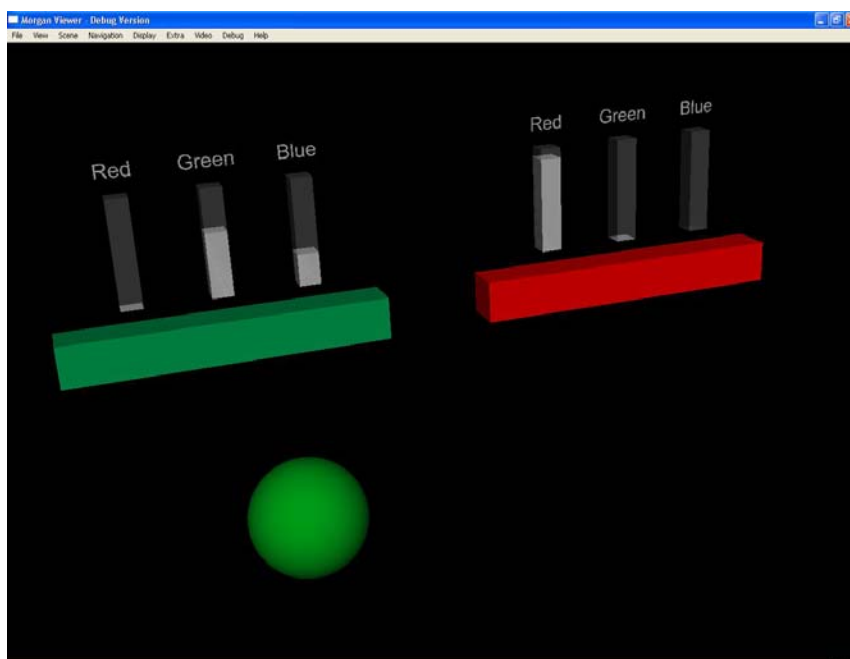 Morgan Viewer - Debug Version
File View Scene Navigation Display Extra Video Debug Help
Red Green Blue
Red Green Blue